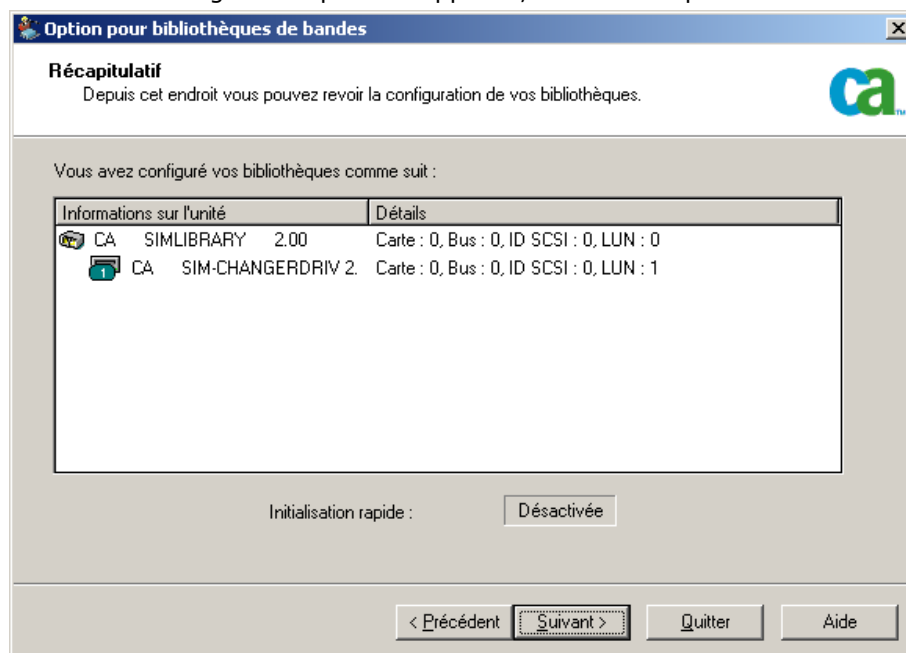 Option pour bibliothèques de bandes
Récapitulatif
Depuis cet endroit vous pouvez revoir la configuration de vos bibliothèques.
ca
TM
Vous avez configuré vos bibliothèques comme suit :
Informations sur l'unité Détails
CA SIMLIBRARY 2.00 Carte : 0, Bus : 0, ID SCSI : 0, LUN : 0
1 CA SIM-CHANGERDRIV 2. Carte : 0, Bus : 0, ID SCSI : 0, LUN : 1
Initialisation rapide : Désactivée
< Précédent Suivant > Quitter Aide